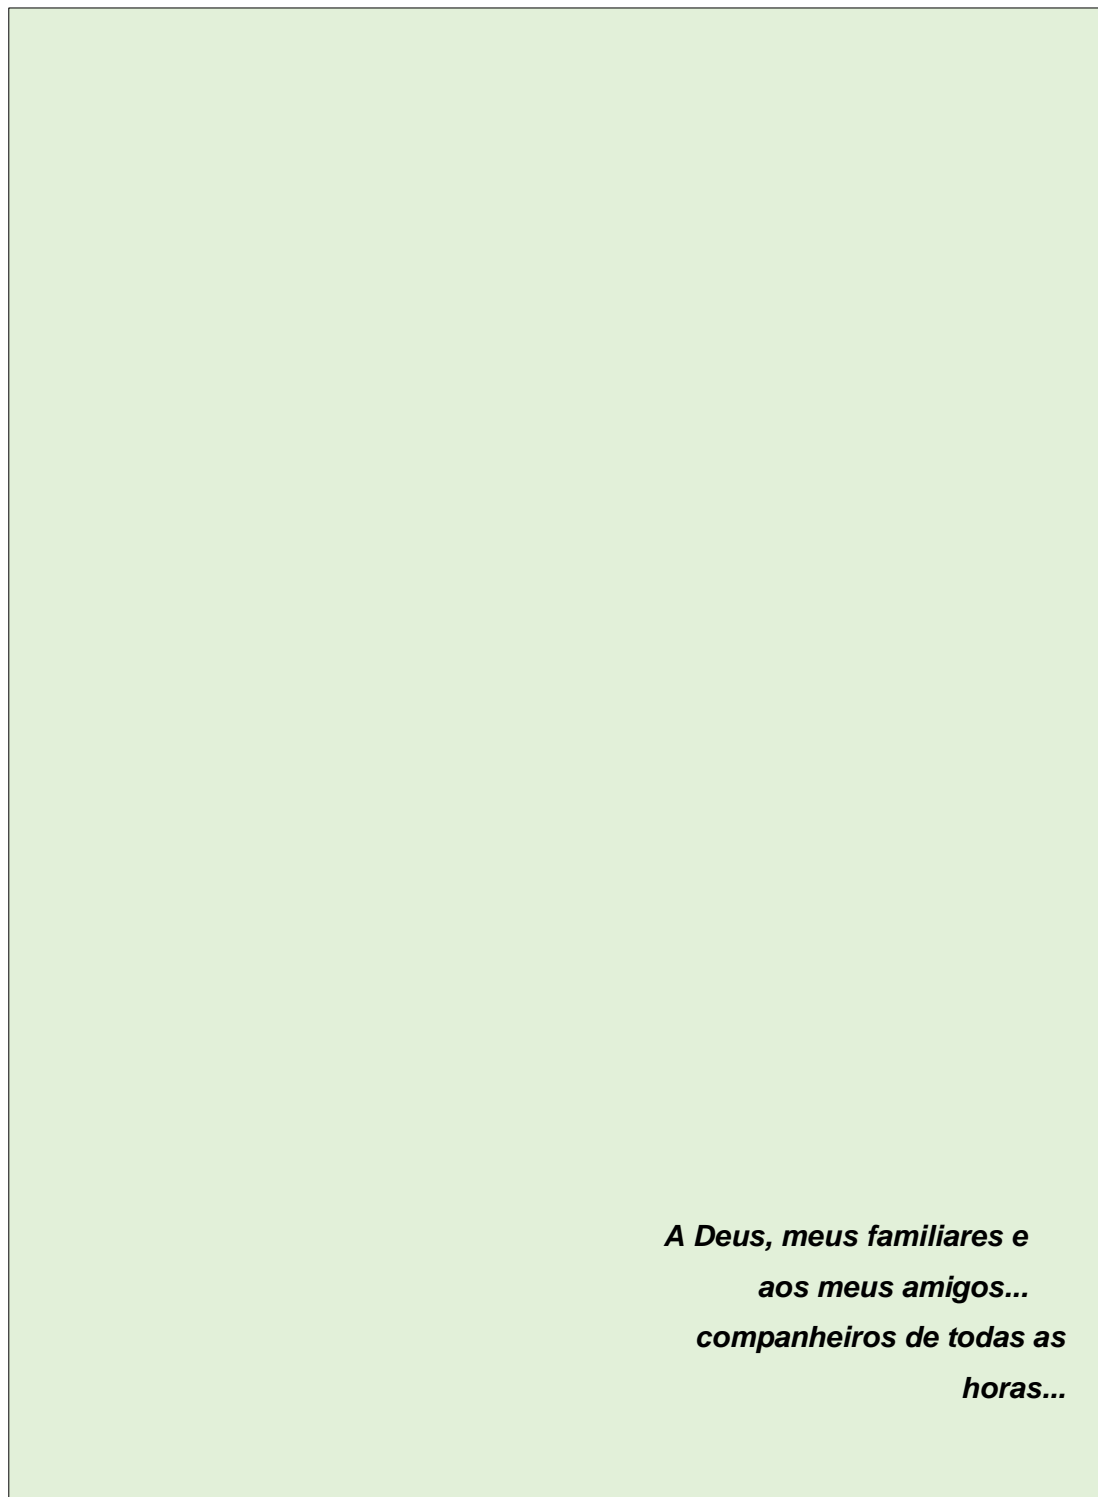 A Deus, meus familiares e
aos meus amigos...
companheiros de todas as
horas...